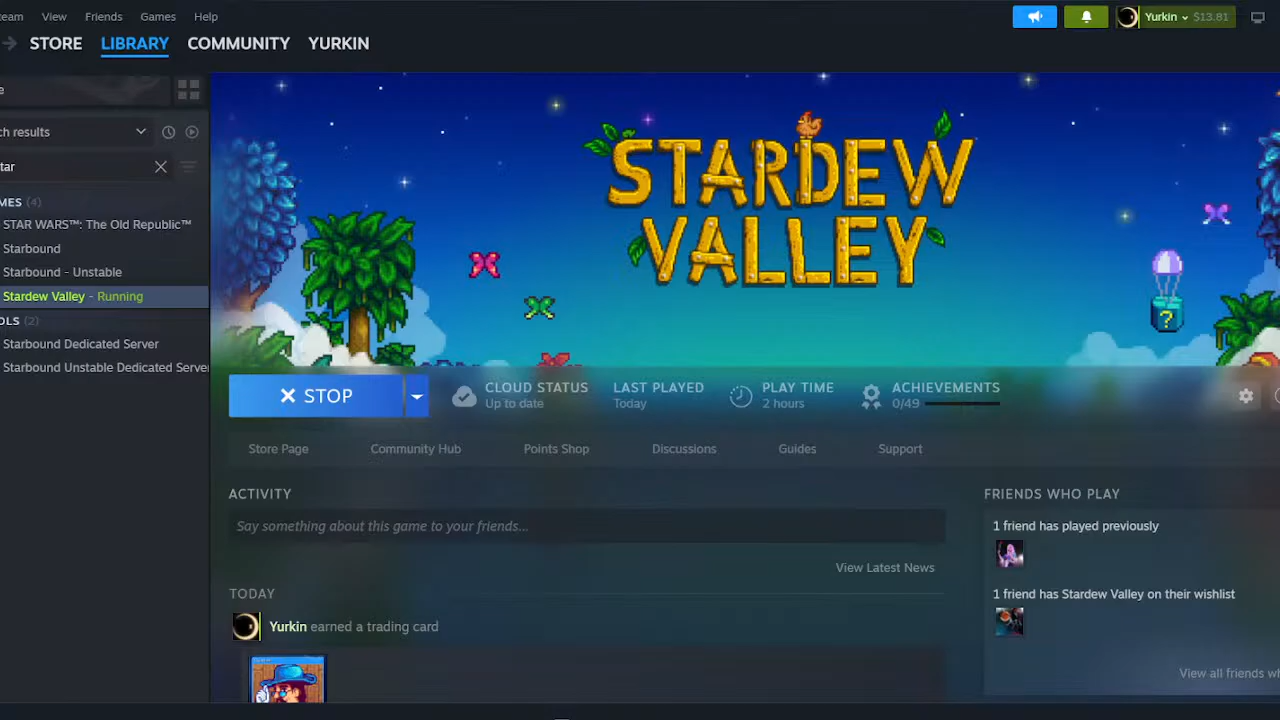 eam View Friends Games Help
Yurkin $13.81
STORE LIBRARY COMMUNITY YURKIN
e
ch results
tar
MES (4)
STAR WARS™: The Old Republic™
Starbound
Starbound - Unstable
Stardew Valley - Running
OLS (2)
Starbound Dedicated Server
Starbound Unstable Dedicated Server
STARDEW
VALLEY
?
STOP
CLOUD STATUS
Up to date
LAST PLAYED
Today
PLAY TIME
2 hours
ACHIEVEMENTS
0/49
Store Page Community Hub Points Shop Discussions Guides Support
ACTIVITY
Say something about this game to your friends...
View Latest News
TODAY
Yurkin earned a trading card
FRIENDS WHO PLAY
1 friend has played previously
1 friend has Stardew Valley on their wishlist
View all friends wh